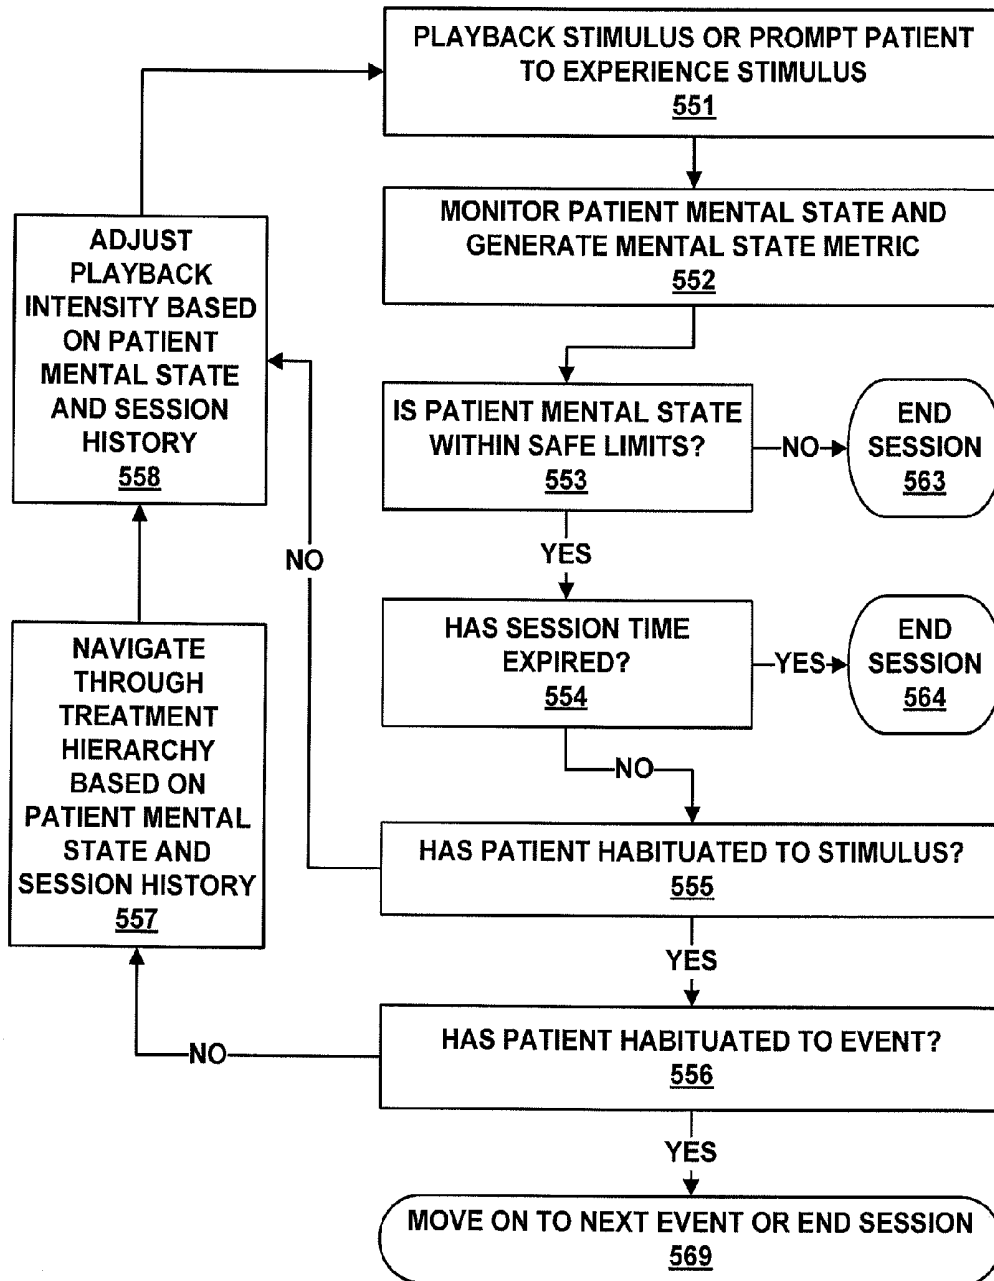 PLAYBACK STIMULUS OR PROMPT PATIENT
TO EXPERIENCE STIMULUS
551
MONITOR PATIENT MENTAL STATE AND
GENERATE MENTAL STATE METRIC
552
ADJUST
PLAYBACK
INTENSITY BASED
ON PATIENT
MENTAL STATE
AND SESSION
HISTORY
558
IS PATIENT MENTAL STATE
WITHIN SAFE LIMITS?
553
NO
END
SESSION
563
YES
NO
HAS SESSION TIME
EXPIRED?
554
YES
END
SESSION
564
NAVIGATE
THROUGH
TREATMENT
HIERARCHY
BASED ON
PATIENT MENTAL
STATE AND
SESSION HISTORY
557
NO
HAS PATIENT HABITUATED TO STIMULUS?
555
YES
HAS PATIENT HABITUATED TO EVENT?
556
NO
YES
MOVE ON TO NEXT EVENT OR END SESSION
569